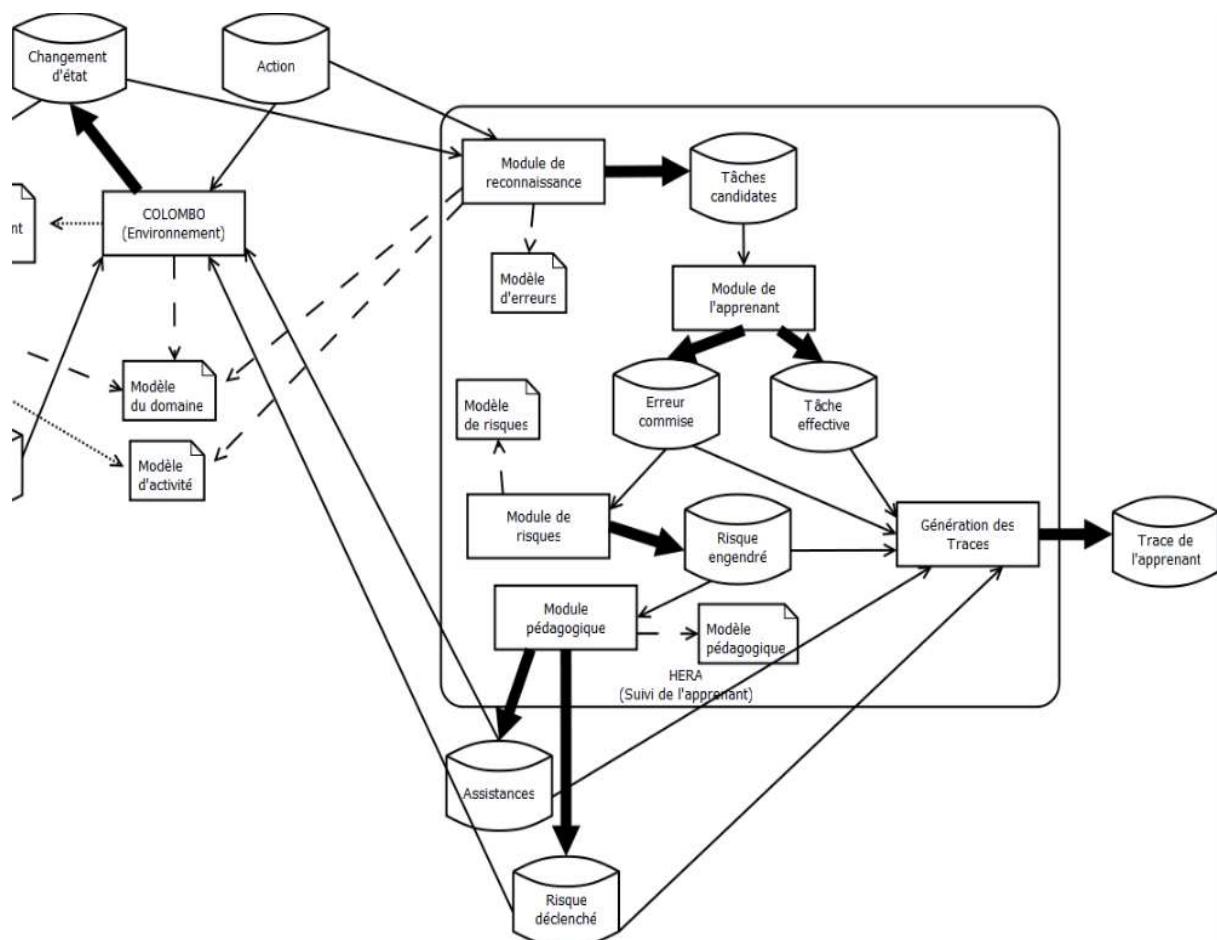 Changement
d'état
Action
Module de
reconnaissance
Tâches
candidates
COLOMBO
(Environnement)
nt
Modèle
d'erreurs
Module de
l'apprenant
Modèle
du domaine
Modèle
de risques
Erreur
commise
Tâche
effective
Modèle
d'activité
Module de
risques
Risque
engendré
Génération des
Traces
Trace de
l'apprenant
Module
pédagogique
Modèle
pédagogique
HERA
(Suivi de l'apprenant)
Assistances
Risque
déclenché